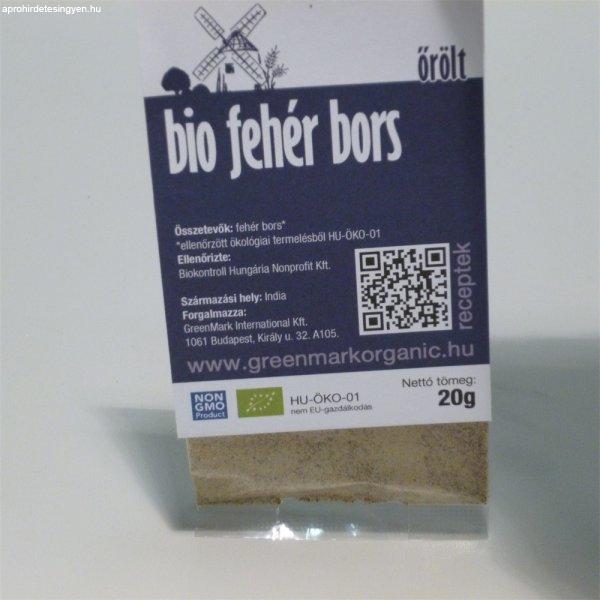 aprohirdetesingyen.hu
őrölt
bio fehér bors
Összetevők: fehér bors*
*ellenőrzött ökológiai termelésből HU-ÖKO-01
Ellenőrizte:
Biokontroll Hungária Nonprofit Kft.
Származási hely: India
Forgalmazza:
GreenMark International Kft.
1061 Budapest, Király u. 32. A105.
receptek
www.greenmarkorganic.hu
NON
GMO
Product
HU-ÖKO-01
nem EU-gazdálkodás
Nettó tömeg:
20g